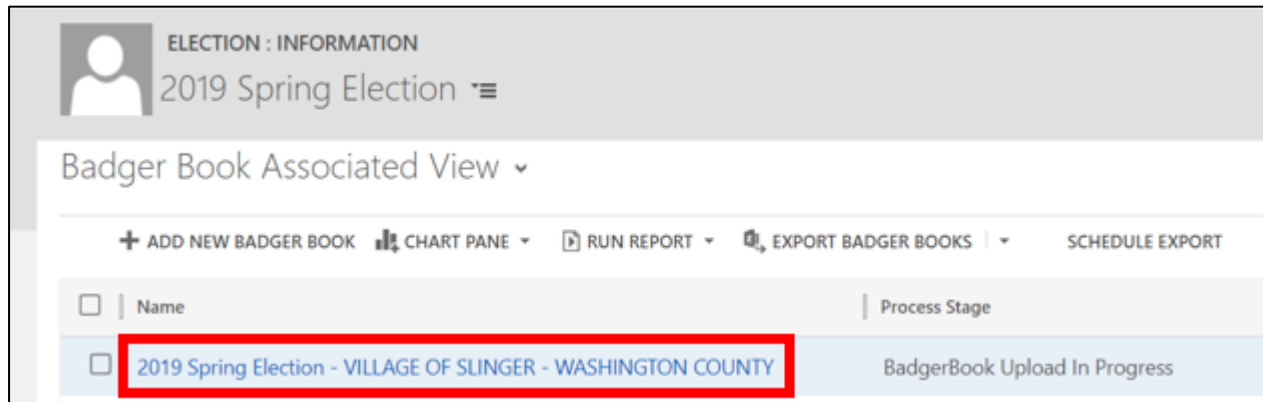 ELECTION : INFORMATION
2019 Spring Election
Badger Book Associated View
ADD NEW BADGER BOOK CHART PANE RUN REPORT EXPORT BADGER BOOKS SCHEDULE EXPORT
Name Process Stage
2019 Spring Election - VILLAGE OF SLINGER - WASHINGTON COUNTY BadgerBook Upload In Progress